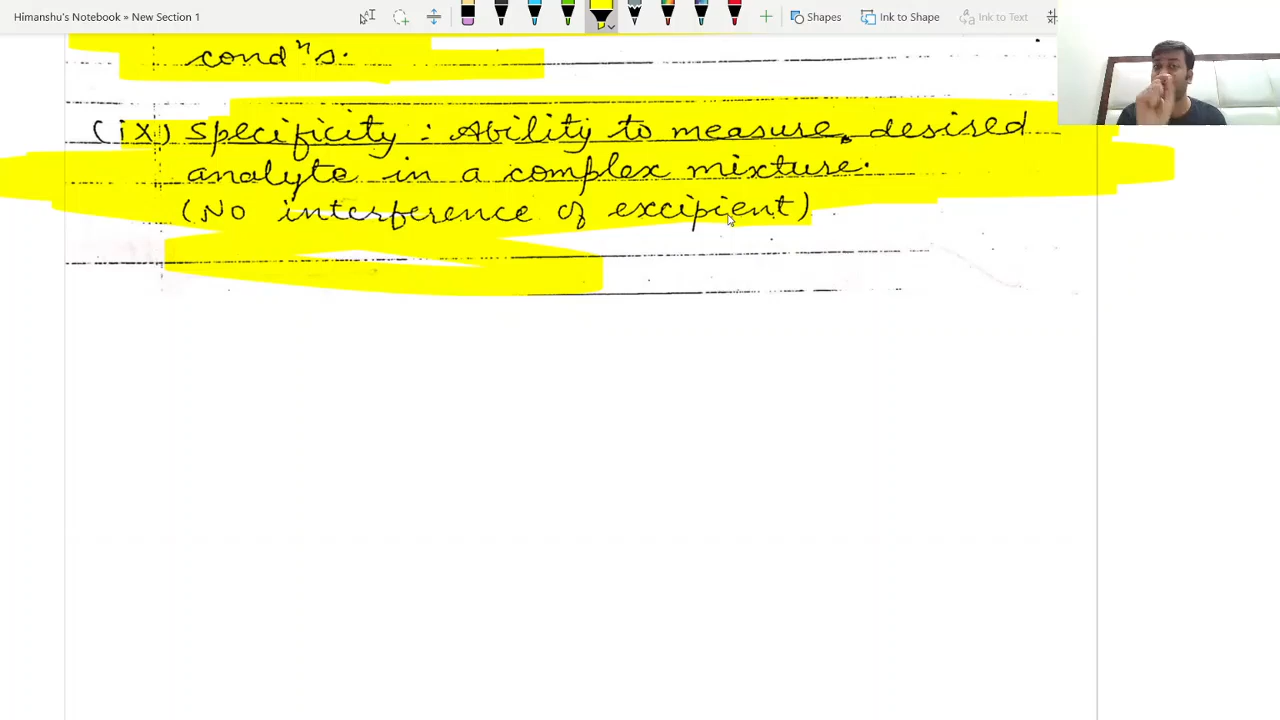 Himanshu's Notebook » New Section 1
Shapes
Ink to Shape
Ink to Text
condⁿs.
(ix) Specificity : Ability to measure desired
analyte in a complex mixture.
(No interference of excipient)